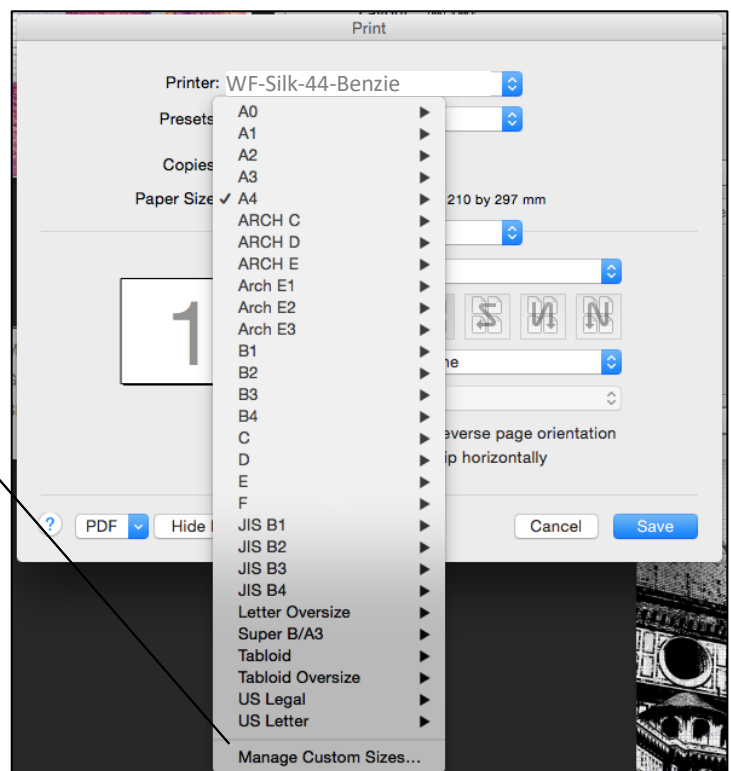 Print
Printer: WF-Silk-44-Benzie
Presets
Copies
Paper Size ✓ A4 210 by 297 mm
A0
A1
A2
A3
ARCH C
ARCH D
ARCH E
Arch E1
Arch E2
Arch E3
B1
B2
B3
B4
C
D
E
F
JIS B1
JIS B2
JIS B3
JIS B4
Letter Oversize
Super B/A3
Tabloid
Tabloid Oversize
US Legal
US Letter
Manage Custom Sizes...
1
everse page orientation
ip horizontally
? PDF Hide
Cancel Save